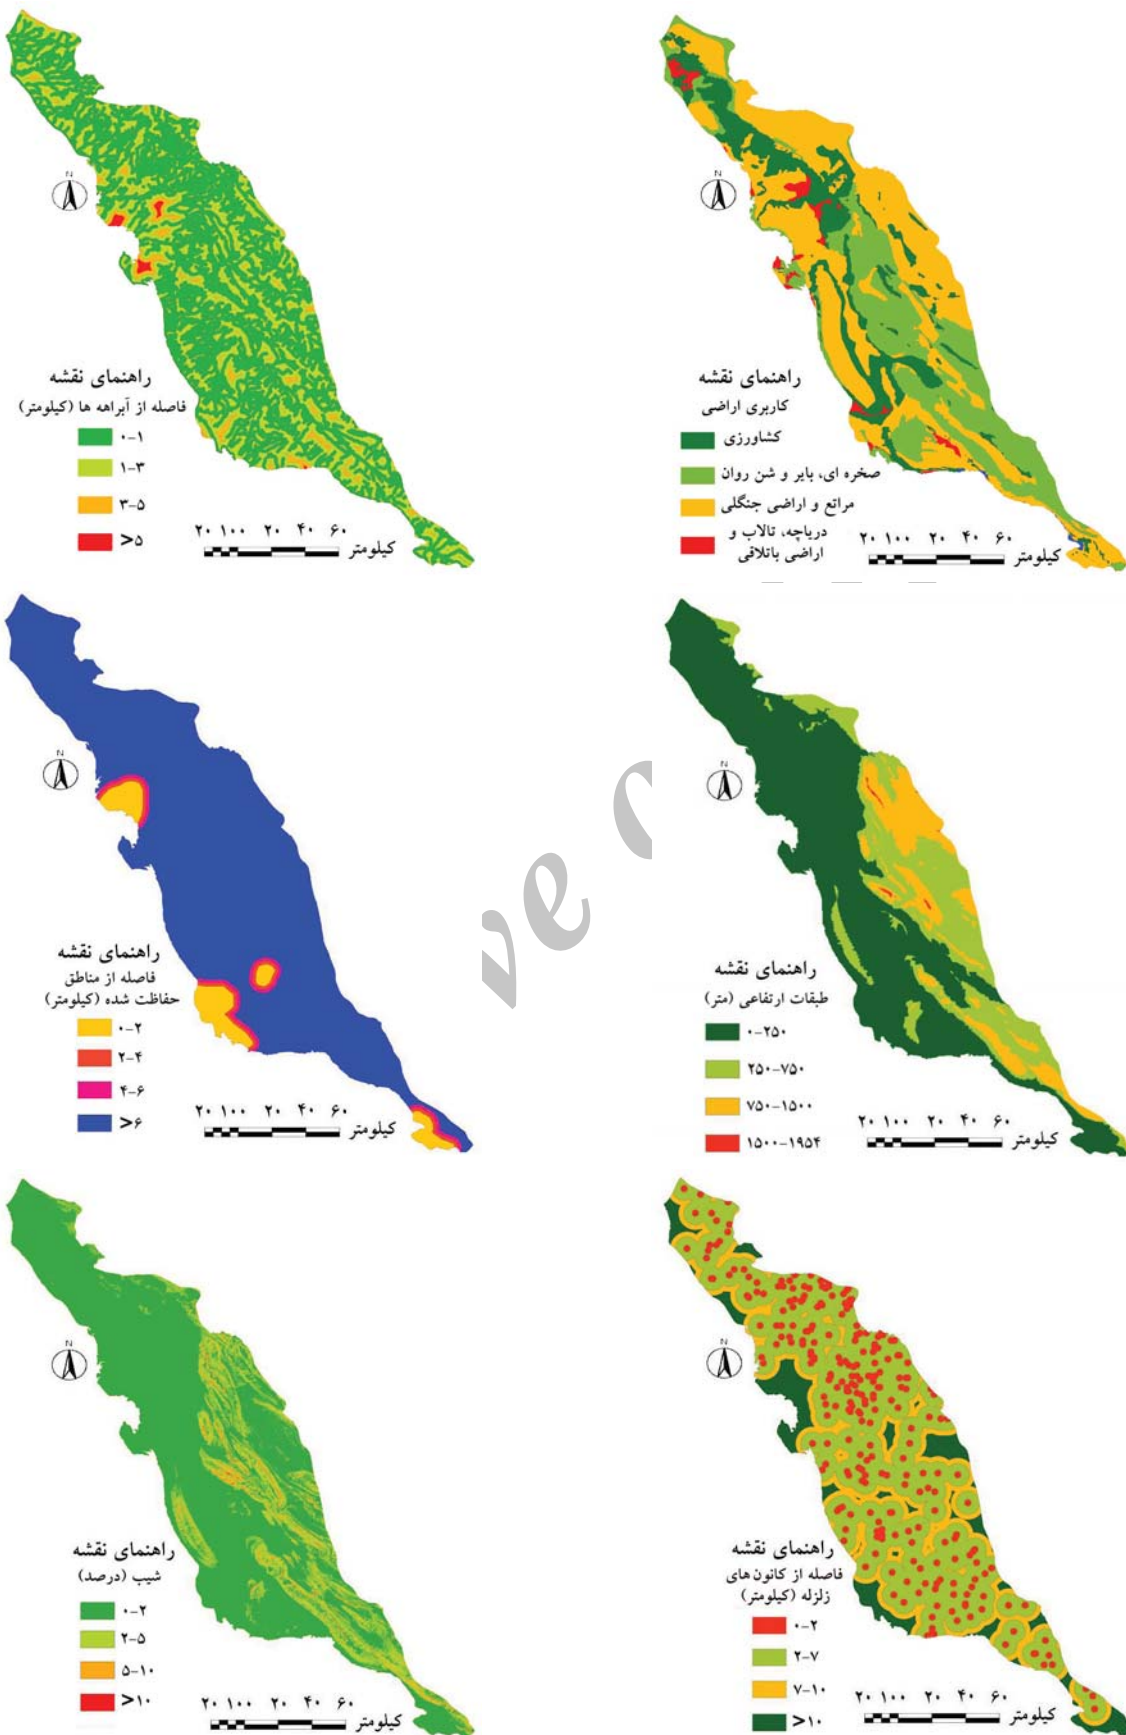 N
راهنمای نقشه
فاصله از آبراهه ها (کیلومتر)
۰-۱
۱-۳
۳-۵
>۵
۲۰ ۱۰۰ ۲۰ ۴۰ ۶۰
کیلومتر
N
راهنمای نقشه
کاربری اراضی
کشاورزی
صخره ای، بایر و شن روان
مراتع و اراضی جنگلی
دریاچه، تالاب و
اراضی باتلاقی
۲۰ ۱۰۰ ۲۰ ۴۰ ۶۰
کیلومتر
N
راهنمای نقشه
فاصله از مناطق
حفاظت شده (کیلومتر)
۰-۲
۲-۴
۴-۶
>۶
۲۰ ۱۰۰ ۲۰ ۴۰ ۶۰
کیلومتر
N
راهنمای نقشه
طبقات ارتفاعی (متر)
۰-۲۵۰
۲۵۰-۷۵۰
۷۵۰-۱۵۰۰
۱۵۰۰-۱۹۵۴
۲۰ ۱۰۰ ۲۰ ۴۰ ۶۰
کیلومتر
N
راهنمای نقشه
شیب (درصد)
۰-۲
۲-۵
۵-۱۰
>۱۰
۲۰ ۱۰۰ ۲۰ ۴۰ ۶۰
کیلومتر
N
راهنمای نقشه
فاصله از کانون های
زلزله (کیلومتر)
۰-۲
۲-۷
۷-۱۰
>۱۰
۲۰ ۱۰۰ ۲۰ ۴۰ ۶۰
کیلومتر